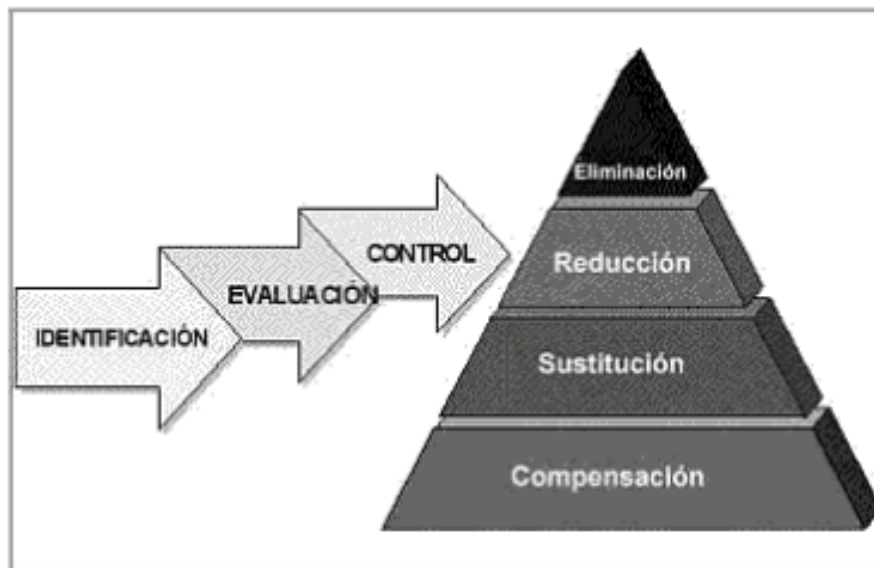 IDENTIFICACIÓN
EVALUACIÓN
CONTROL
Eliminación
Reducción
Sustitución
Compensación